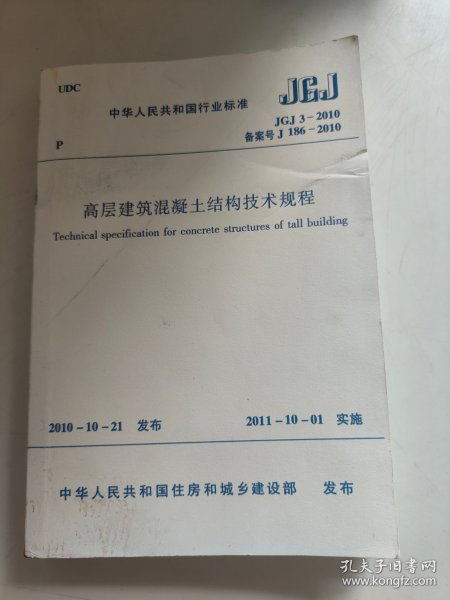 UDC
中华人民共和国行业标准
JGJ
P
JGJ 3-2010
备案号 J 186-2010
高层建筑混凝土结构技术规程
Technical specification for concrete structures of tall building
2010-10-21 发布
2011-10-01 实施
中华人民共和国住房和城乡建设部 发布
孔夫子旧书网
www.kongfz.com